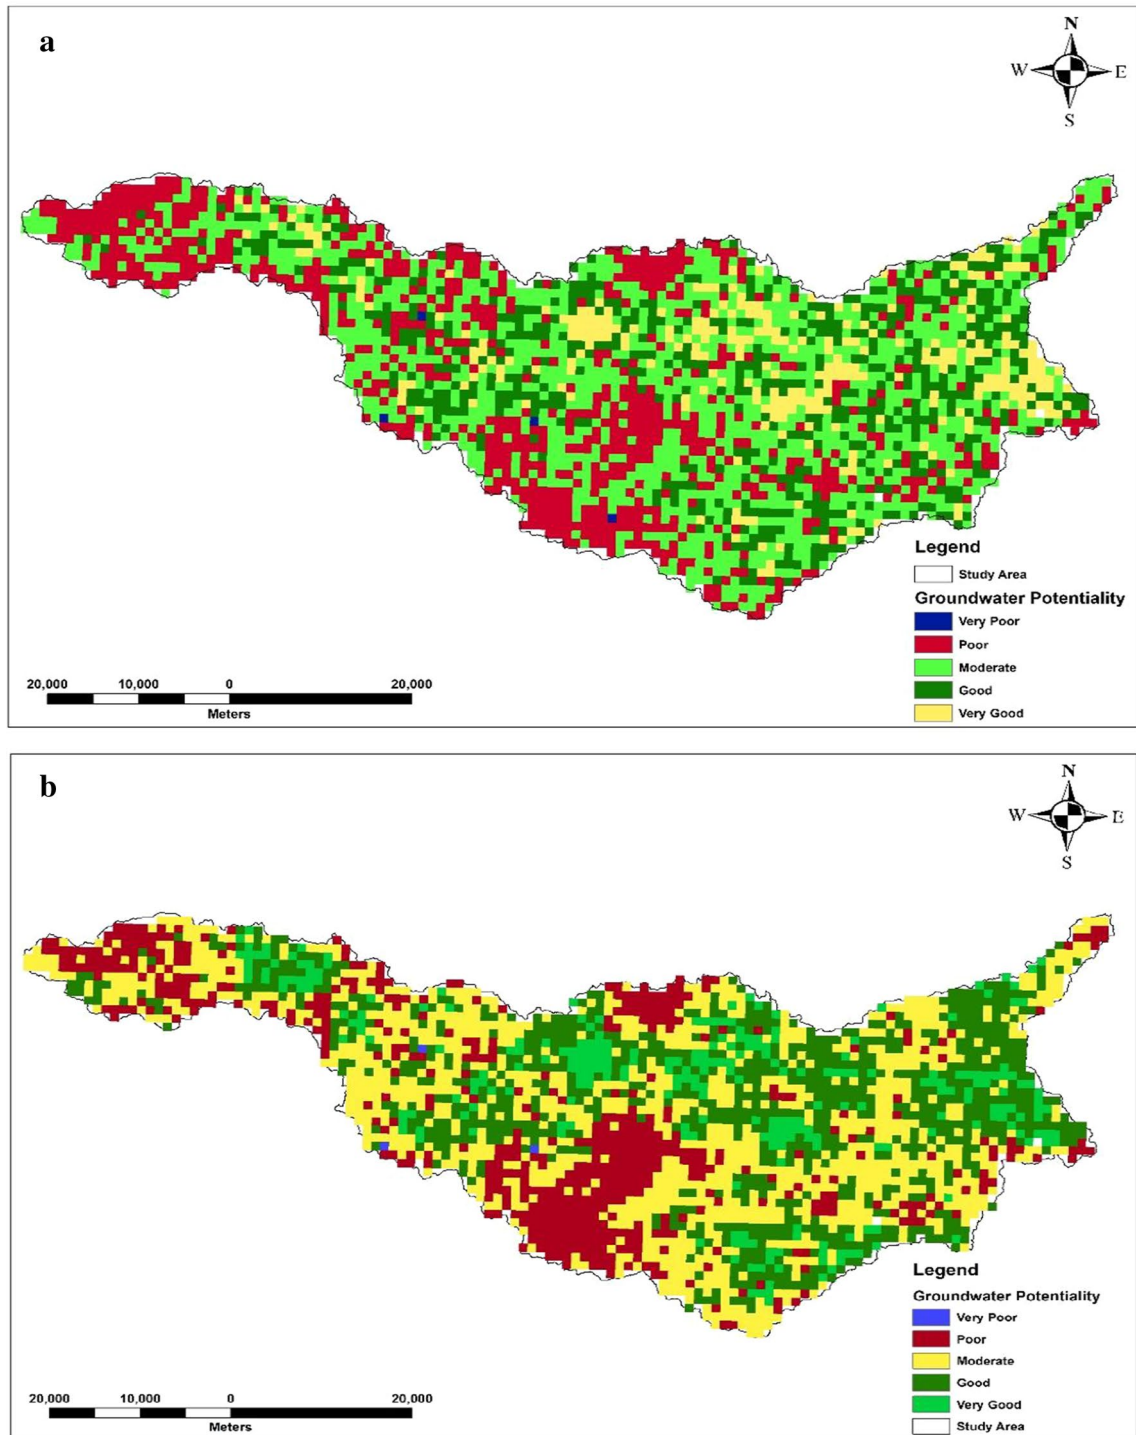 a
N
W E
S
Legend
Study Area
Groundwater Potentiality
Very Poor
Poor
Moderate
Good
Very Good
20,000 10,000 0 20,000
Meters
b
N
W E
S
Legend
Groundwater Potentiality
Very Poor
Poor
Moderate
Good
Very Good
Study Area
20,000 10,000 0 20,000
Meters